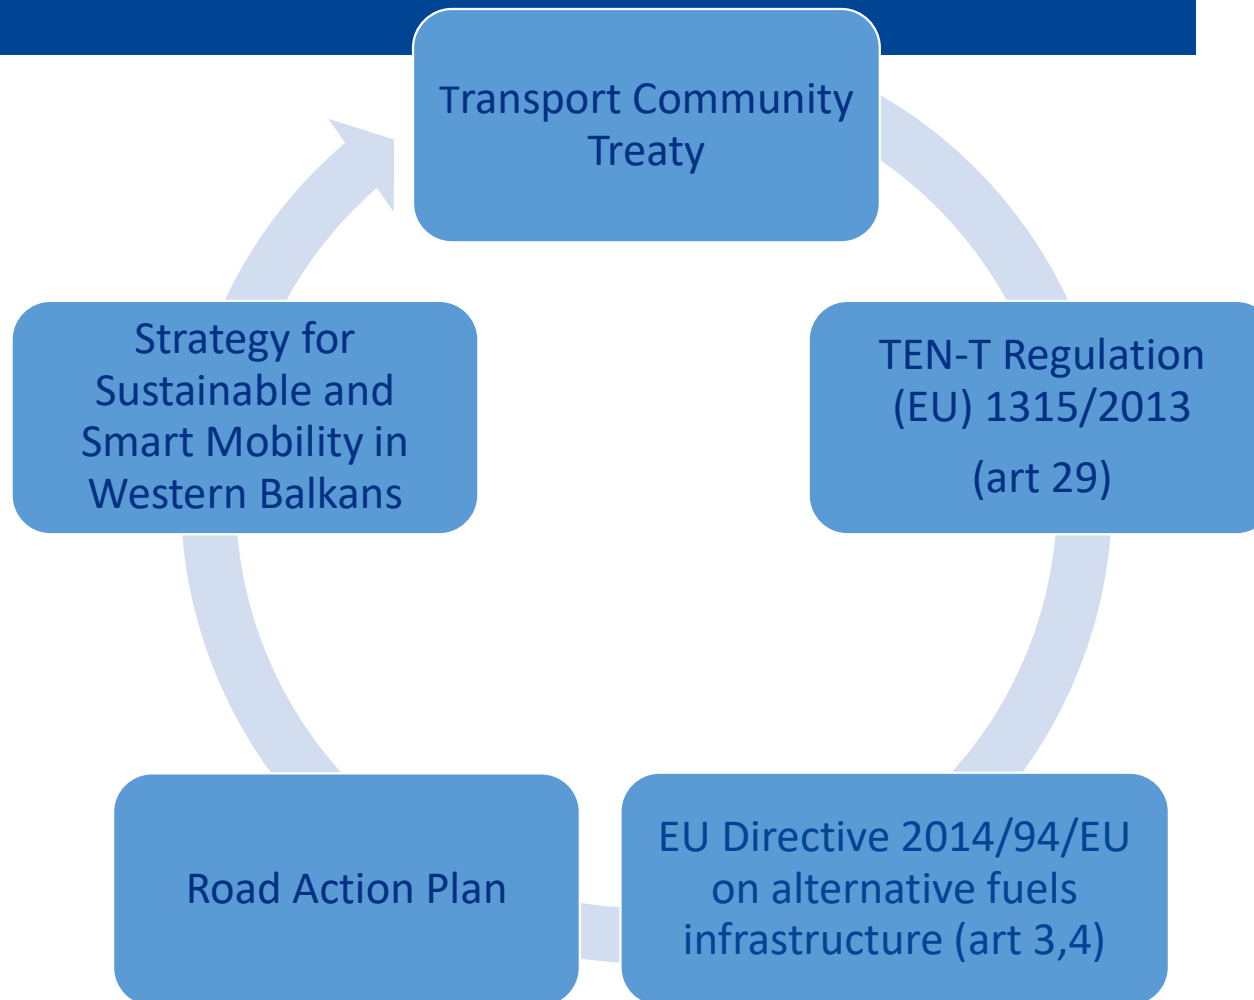 Transport Community
Treaty
TEN-T Regulation
(EU) 1315/2013
(art 29)
EU Directive 2014/94/EU
on alternative fuels
infrastructure (art 3,4)
Road Action Plan
Strategy for
Sustainable and
Smart Mobility in
Western Balkans